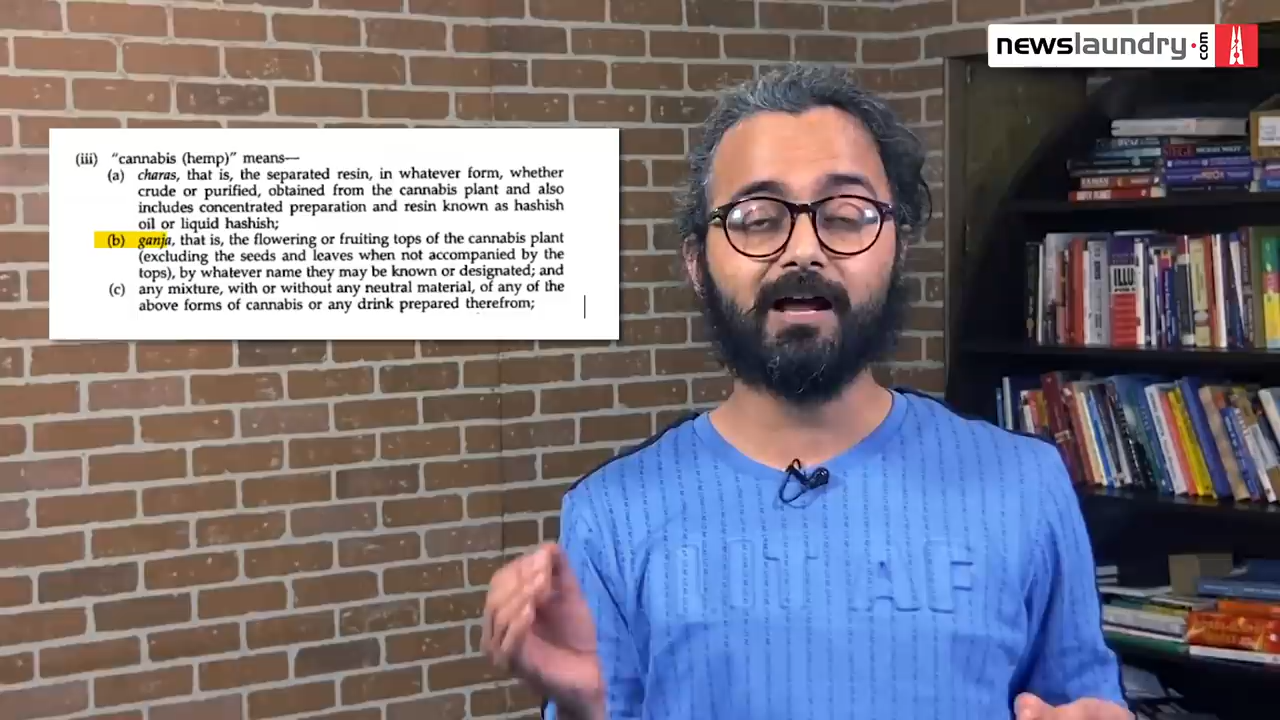 newslaundry.com
(iii) "cannabis (hemp)" means—
(a) charas, that is, the separated resin, in whatever form, whether
crude or purified, obtained from the cannabis plant and also
includes concentrated preparation and resin known as hashish
oil or liquid hashish;
(b) ganja, that is, the flowering or fruiting tops of the cannabis plant
(excluding the seeds and leaves when not accompanied by the
tops), by whatever name they may be known or designated; and
(c) any mixture, with or without any neutral material, of any of the
above forms of cannabis or any drink prepared therefrom;
AF